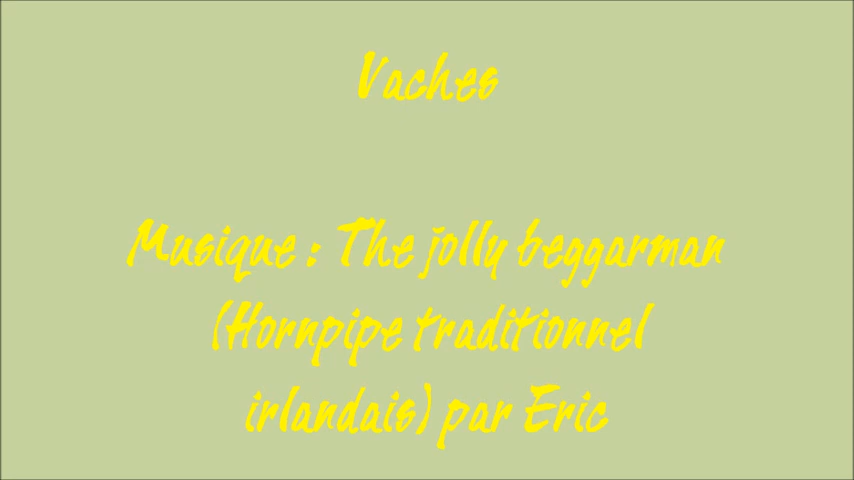 Vaches
Musique : The jolly beggarman
(Hornpipe traditionnel
irlandais) par Eric